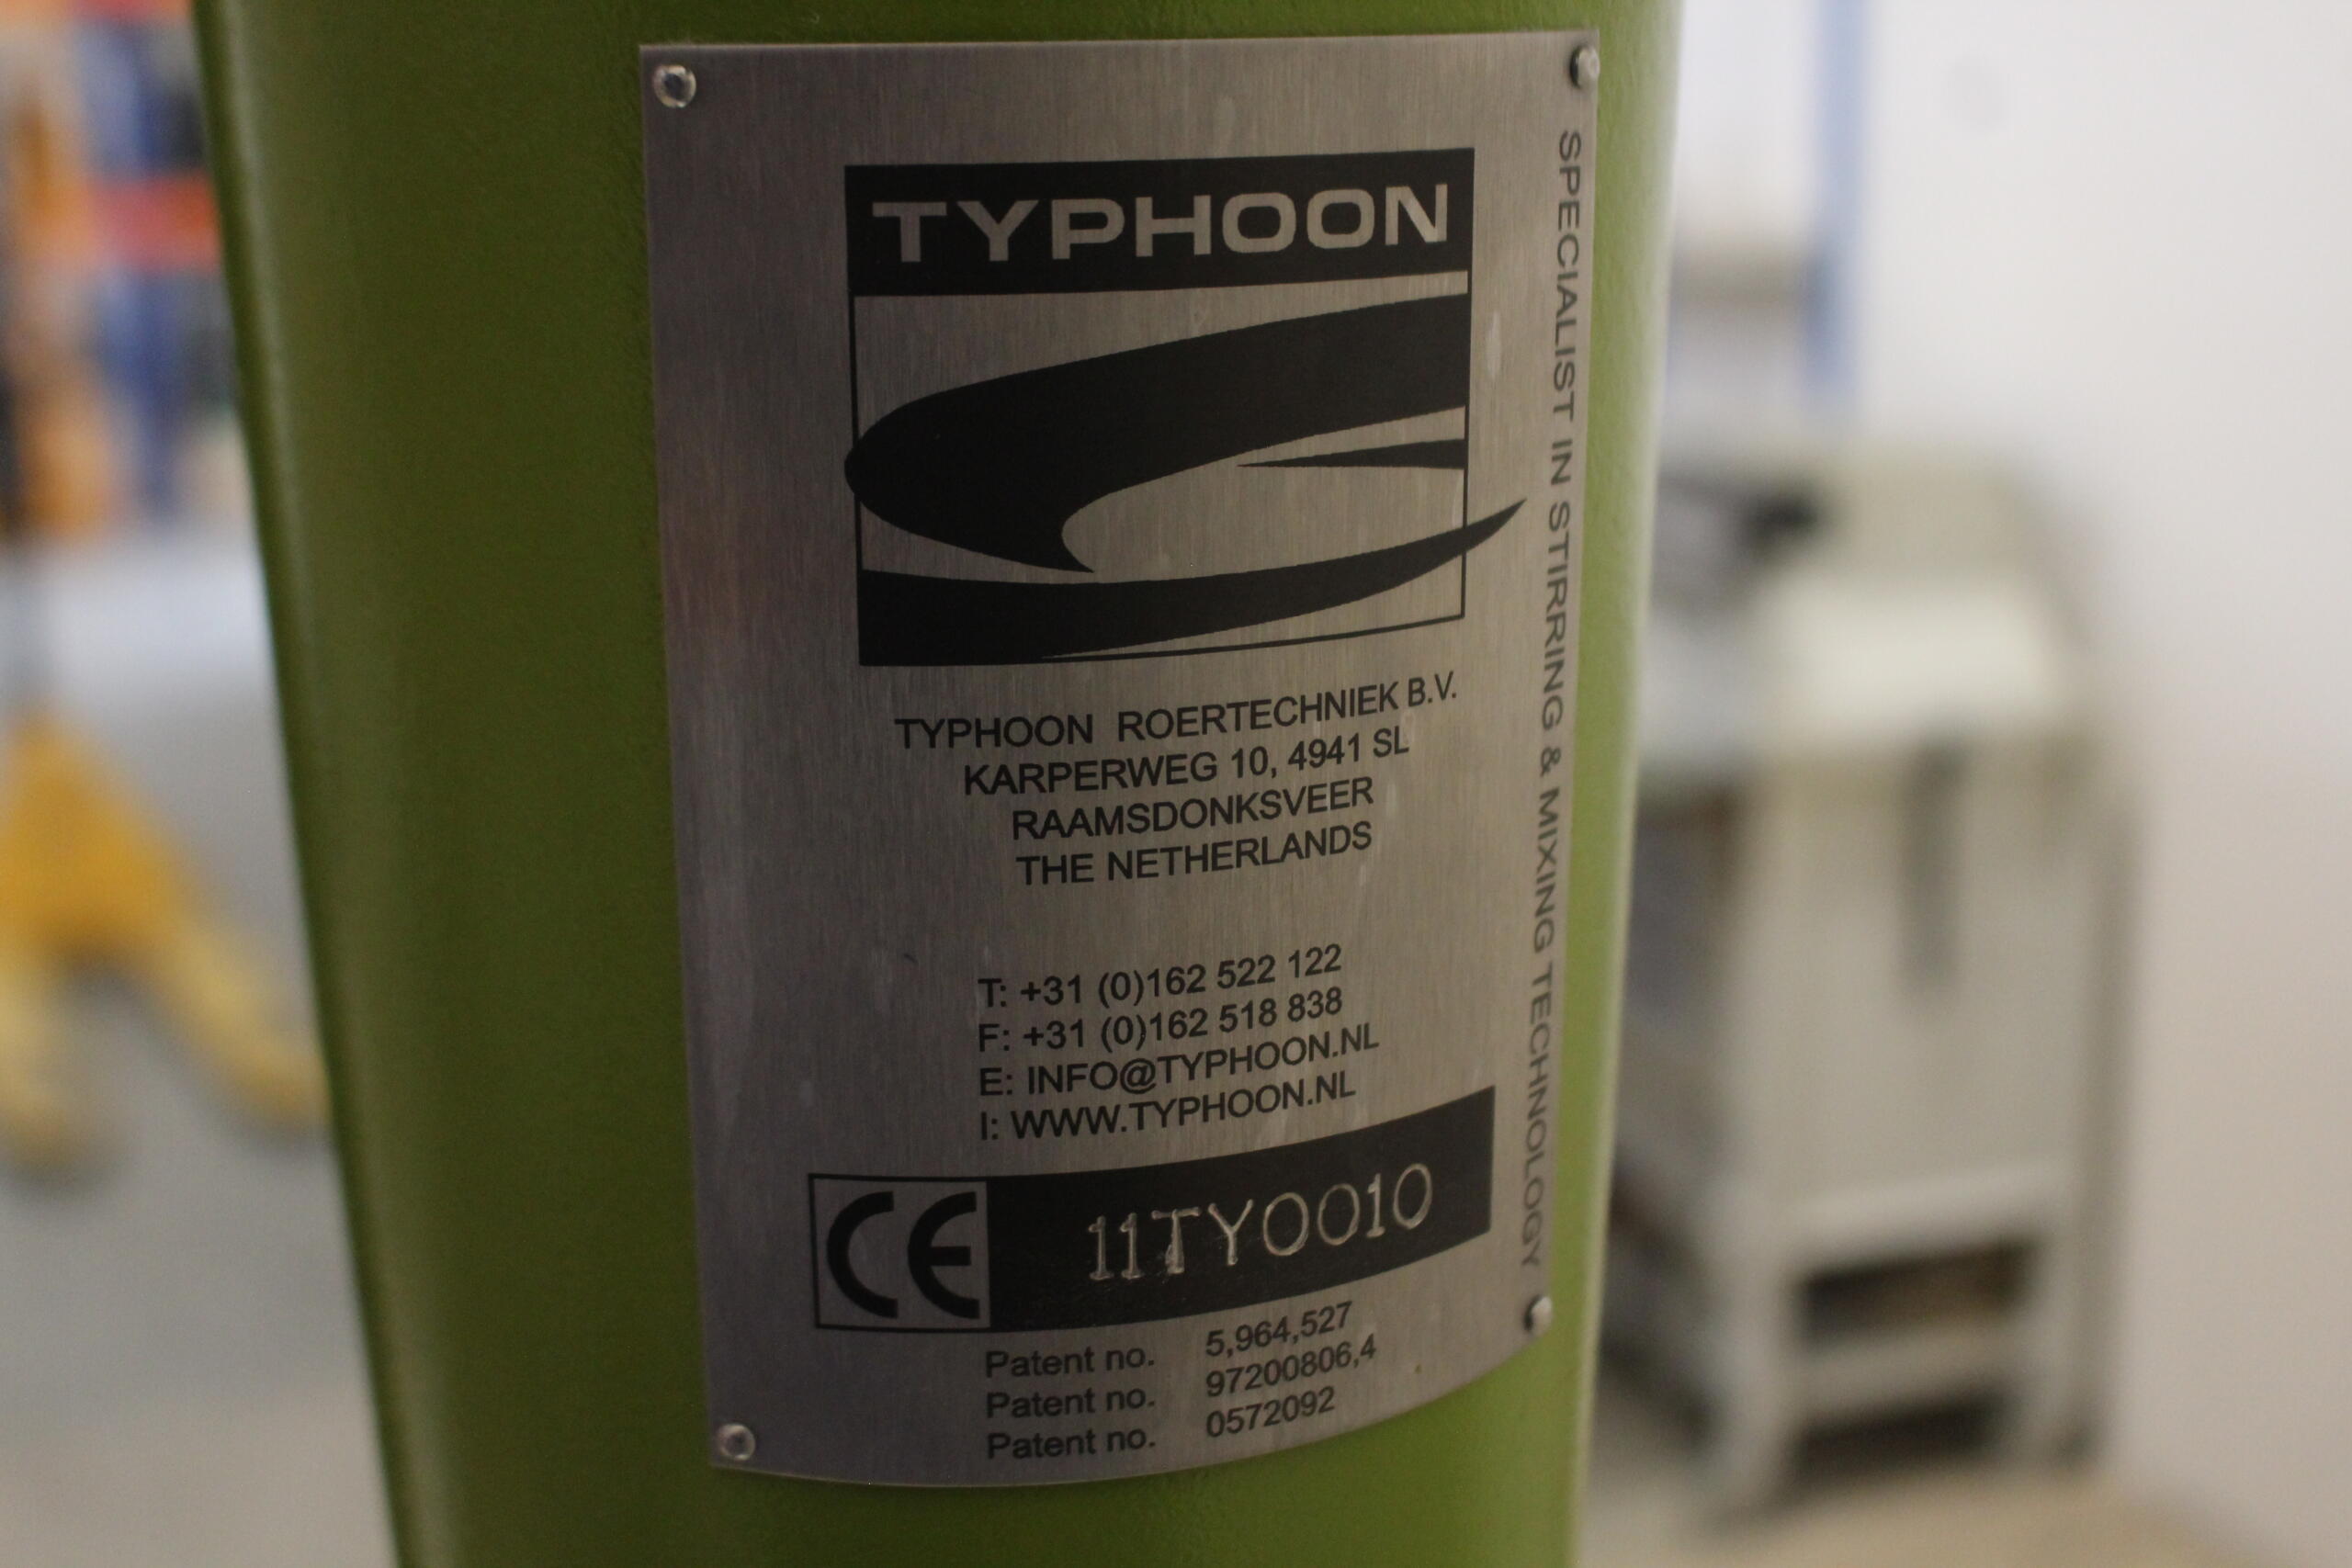 TYPHOON
TYPHOON ROERTECHNIEK B.V.
KARPERWEG 10, 4941 SL
RAAMSDONKSVEER
THE NETHERLANDS
T: +31 (0)162 522 122
F: +31 (0)162 518 838
E: INFO@TYPHOON.NL
I: WWW.TYPHOON.NL
CE 11TY0010
Patent no. 5,964,527
Patent no. 97200806,4
Patent no. 0572092
SPECIALIST IN STIRRING & MIXING TECHNOLOGY